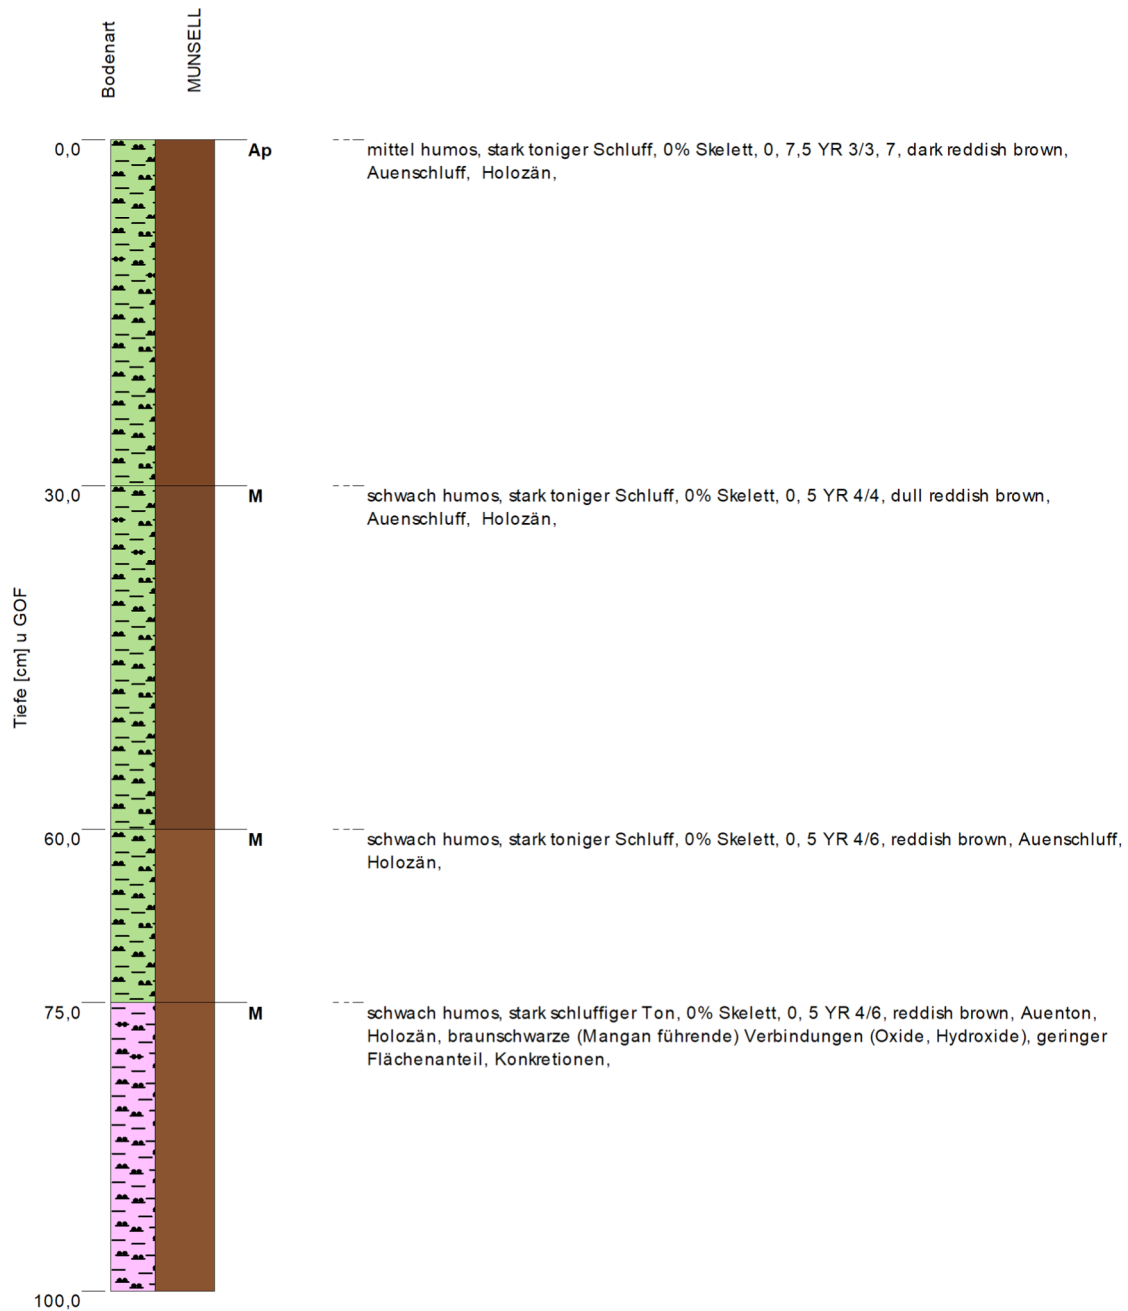 Bodenart
MUNSELL
Tiefe [cm] u GOF
0,0
Ap
mittel humos, stark toniger Schluff, 0% Skelett, 0, 7,5 YR 3/3, 7, dark reddish brown,
Auenschluff, Holozän,
30,0
M
schwach humos, stark toniger Schluff, 0% Skelett, 0, 5 YR 4/4, dull reddish brown,
Auenschluff, Holozän,
60,0
M
schwach humos, stark toniger Schluff, 0% Skelett, 0, 5 YR 4/6, reddish brown, Auenschluff,
Holozän,
75,0
M
schwach humos, stark schluffiger Ton, 0% Skelett, 0, 5 YR 4/6, reddish brown, Auenton,
Holozän, braunschwarze (Mangan führende) Verbindungen (Oxide, Hydroxide), geringer
Flächenanteil, Konkretionen,
100,0